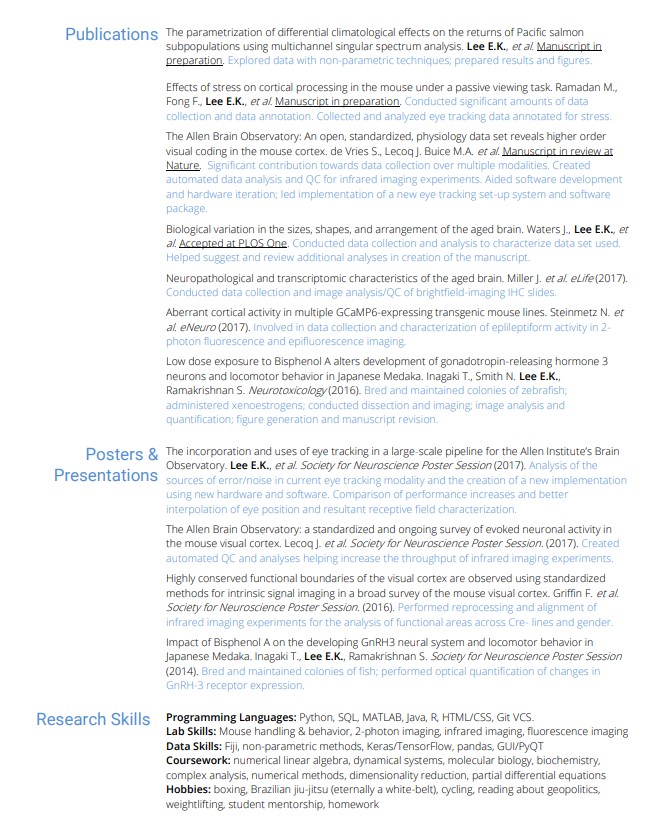 Publications
The parametrization of differential climatological effects on the returns of Pacific salmon
subpopulations using multichannel singular spectrum analysis. Lee E.K., et al. Manuscript in
preparation. Explored data with non-parametric techniques; prepared results and figures.
Effects of stress on cortical processing in the mouse under a passive viewing task. Ramadan M.,
Fong F., Lee E.K., et al. Manuscript in preparation. Conducted significant amounts of data
collection and data annotation. Collected and analyzed eye tracking data annotated for stress.
The Allen Brain Observatory: An open, standardized, physiology data set reveals higher order
visual coding in the mouse cortex. de Vries S., Lecoq J. Buice M.A. et al. Manuscript in review at
Nature. Significant contribution towards data collection over multiple modalities. Created
automated data analysis and QC for infrared imaging experiments. Aided software development
and hardware iteration; led implementation of a new eye tracking set-up system and software
package.
Biological variation in the sizes, shapes, and arrangement of the aged brain. Waters J., Lee E.K., et
al. Accepted at PLOS One. Conducted data collection and analysis to characterize data set used.
Helped suggest and review additional analyses in creation of the manuscript.
Neuropathological and transcriptomic characteristics of the aged brain. Miller J. et al. eLife (2017).
Conducted data collection and image analysis/QC of brightfield-imaging IHC slides.
Aberrant cortical activity in multiple GCaMP6-expressing transgenic mouse lines. Steinmetz N. et
al. eNeuro (2017). Involved in data collection and characterization of eplileptiform activity in 2-
photon fluorescence and epifluorescence imaging.
Low dose exposure to Bisphenol A alters development of gonadotropin-releasing hormone 3
neurons and locomotor behavior in Japanese Medaka. Inagaki T., Smith N. Lee E.K.,
Ramakrishnan S. Neurotoxicology (2016). Bred and maintained colonies of zebrafish;
administered xenoestrogens; conducted dissection and imaging; image analysis and
quantification; figure generation and manuscript revision.
Posters &
Presentations
The incorporation and uses of eye tracking in a large-scale pipeline for the Allen Institute's Brain
Observatory. Lee E.K., et al. Society for Neuroscience Poster Session (2017). Analysis of the
sources of error/noise in current eye tracking modality and the creation of a new implementation
using new hardware and software. Comparison of performance increases and better
interpolation of eye position and resultant receptive field characterization.
The Allen Brain Observatory: a standardized and ongoing survey of evoked neuronal activity in
the mouse visual cortex. Lecoq J. et al. Society for Neuroscience Poster Session. (2017). Created
automated QC and analyses helping increase the throughput of infrared imaging experiments.
Highly conserved functional boundaries of the visual cortex are observed using standardized
methods for intrinsic signal imaging in a broad survey of the mouse visual cortex. Griffin F. et al.
Society for Neuroscience Poster Session. (2016). Performed reprocessing and alignment of
infrared imaging experiments for the analysis of functional areas across Cre- lines and gender.
Impact of Bisphenol A on the developing GnRH3 neural system and locomotor behavior in
Japanese Medaka. Inagaki T., Lee E.K., Ramakrishnan S. Society for Neuroscience Poster Session
(2014). Bred and maintained colonies of fish; performed optical quantification of changes in
GnRH-3 receptor expression.
Research Skills
Programming Languages: Python, SQL, MATLAB, Java, R, HTML/CSS, Git VCS.
Lab Skills: Mouse handling & behavior, 2-photon imaging, infrared imaging, fluorescence imaging
Data Skills: Fiji, non-parametric methods, Keras/TensorFlow, pandas, GUI/PyQT
Coursework: numerical linear algebra, dynamical systems, molecular biology, biochemistry,
complex analysis, numerical methods, dimensionality reduction, partial differential equations
Hobbies: boxing, Brazilian jiu-jitsu (eternally a white-belt), cycling, reading about geopolitics,
weightlifting, student mentorship, homework